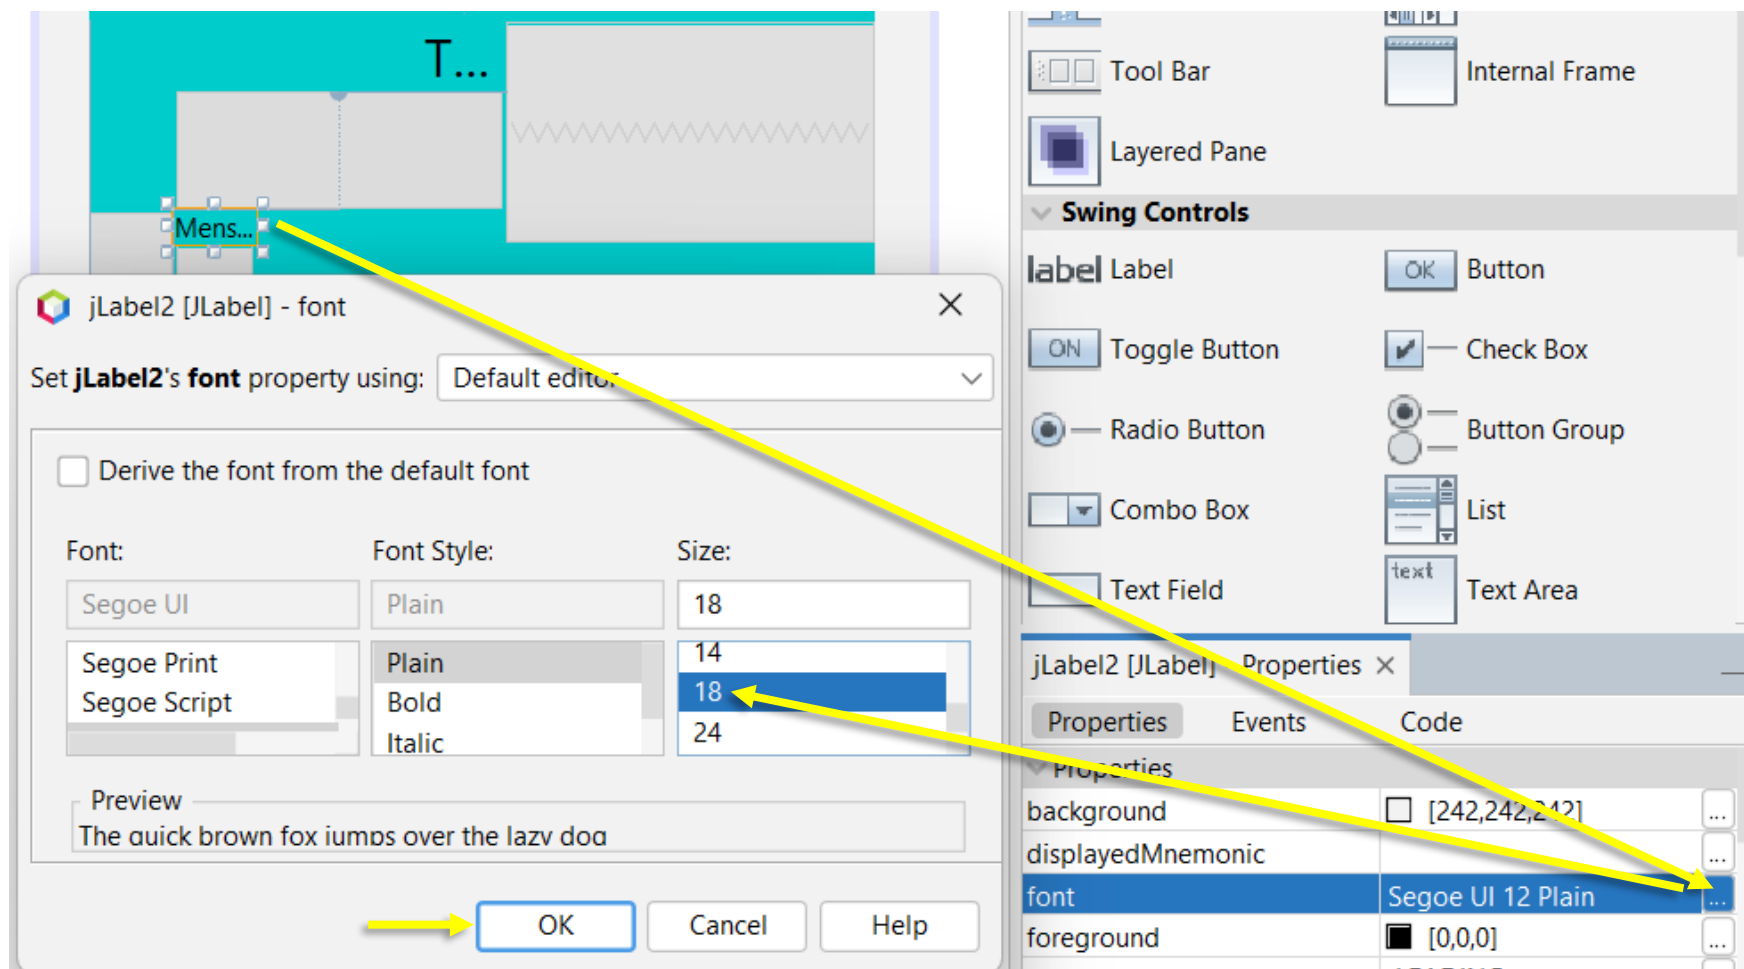 T...
Mens...
Tool Bar
Internal Frame
Layered Pane
Swing Controls
label Label
OK Button
ON Toggle Button
Check Box
Radio Button
Button Group
Combo Box
List
Text Field
text Text Area
jLabel2 [JLabel] - font
Set jLabel2's font property using: Default editor
Derive the font from the default font
Font: Font Style: Size:
Segoe UI Plain 18
Segoe Print Plain 14
Segoe Script Bold 18
Italic 24
Preview
The quick brown fox jumps over the lazy dog
OK Cancel Help
jLabel2 [JLabel] - Properties
Properties Events Code
Properties
background [242,242,242] ...
displayedMnemonic ...
font Segoe UI 12 Plain ...
foreground [0,0,0] ...